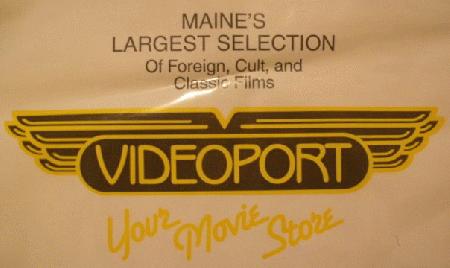 MAINE'S
LARGEST SELECTION
Of Foreign, Cult, and
Classic Films
VIDEOPORT
Your Movie Store